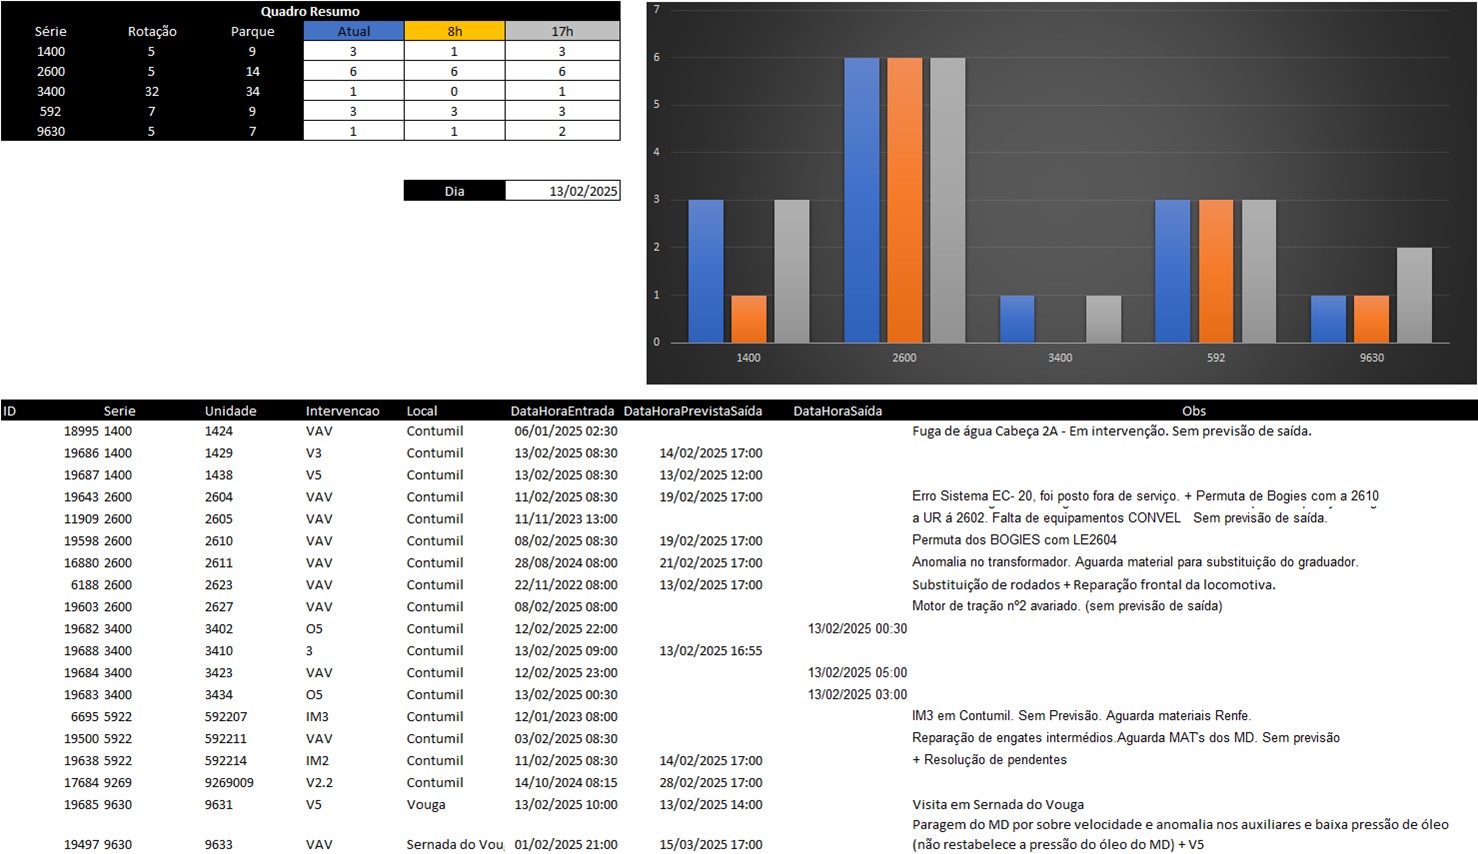 Quadro Resumo
Série Rotação Parque Atual 8h 17h
1400 5 9 3 1 3
2600 5 14 6 6 6
3400 32 34 1 0 1
592 7 9 3 3 3
9630 5 7 1 1 2
Dia 13/02/2025
7
6
5
4
3
2
1
0
1400 2600 3400 592 9630
ID Serie Unidade Intervencao Local DataHoraEntrada DataHoraPrevistaSaída DataHoraSaída Obs
18995 1400 1424 VAV Contumil 06/01/2025 02:30 Fuga de água Cabeça 2A - Em intervenção. Sem previsão de saída.
19686 1400 1429 V3 Contumil 13/02/2025 08:30 14/02/2025 17:00
19687 1400 1438 V5 Contumil 13/02/2025 08:30 13/02/2025 12:00
19643 2600 2604 VAV Contumil 11/02/2025 08:30 19/02/2025 17:00 Erro Sistema EC- 20, foi posto fora de serviço. + Permuta de Bogies com a 2610
11909 2600 2605 VAV Contumil 11/11/2023 13:00 a UR á 2602. Falta de equipamentos CONVEL Sem previsão de saída.
19598 2600 2610 VAV Contumil 08/02/2025 08:30 19/02/2025 17:00 Permuta dos BOGIES com LE2604
16880 2600 2611 VAV Contumil 28/08/2024 08:00 21/02/2025 17:00 Anomalia no transformador. Aguarda material para substituição do graduador.
6188 2600 2623 VAV Contumil 22/11/2022 08:00 13/02/2025 17:00 Substituição de rodados + Reparação frontal da locomotiva.
19603 2600 2627 VAV Contumil 08/02/2025 08:00 Motor de tração nº2 avariado. (sem previsão de saída)
19682 3400 3402 O5 Contumil 12/02/2025 22:00 13/02/2025 00:30
19688 3400 3410 3 Contumil 13/02/2025 09:00 13/02/2025 16:55
19684 3400 3423 VAV Contumil 12/02/2025 23:00 13/02/2025 05:00
19683 3400 3434 O5 Contumil 13/02/2025 00:30 13/02/2025 03:00
6695 5922 592207 IM3 Contumil 12/01/2023 08:00 IM3 em Contumil. Sem Previsão. Aguarda materiais Renfe.
19500 5922 592211 VAV Contumil 03/02/2025 08:30 Reparação de engates intermédios.Aguarda MAT's dos MD. Sem previsão
19638 5922 592214 IM2 Contumil 11/02/2025 08:30 14/02/2025 17:00 + Resolução de pendentes
17684 9269 9269009 V2.2 Contumil 14/10/2024 08:15 28/02/2025 17:00
19685 9630 9631 V5 Vouga 13/02/2025 10:00 13/02/2025 14:00 Visita em Sernada do Vouga
Paragem do MD por sobre velocidade e anomalia nos auxiliares e baixa pressão de óleo
19497 9630 9633 VAV Sernada do Vou 01/02/2025 21:00 15/03/2025 17:00 (não restabelece a pressão do óleo do MD) + V5